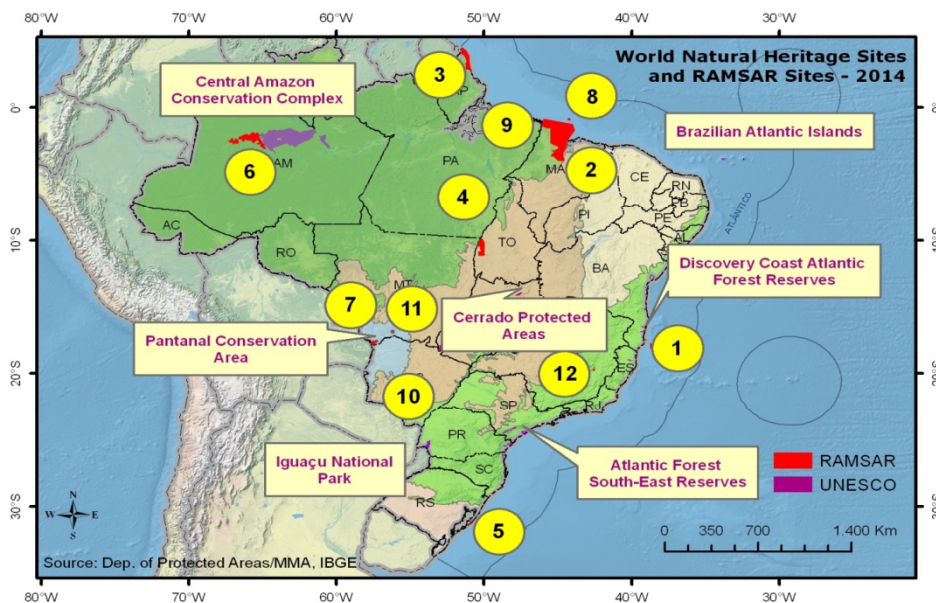 80°W 70°W 60°W 50°W 40°W 30°W
World Natural Heritage Sites
and RAMSAR Sites - 2014
Central Amazon
Conservation Complex
3
8
0°
0°
9
Brazilian Atlantic Islands
6
AM
PA
MA
2
CE
RN
PB
4
PI
PE
AC
TO
AL
ATLÂNTICO
10°S
10°S
RO
BA
Discovery Coast Atlantic
Forest Reserves
MT
7
11
Cerrado Protected
Areas
Pantanal Conservation
Area
1
12
ES
20°S
20°S
10
SP
RJ
PR
Iguaçu National
Park
SC
Atlantic Forest
South-East Reserves
RAMSAR
UNESCO
RS
30°S
N
W E
S
5
0 350 700 1.400 Km
Source: Dep. of Protected Areas/MMA, IBGE
80°W 70°W 60°W 50°W 40°W 30°W